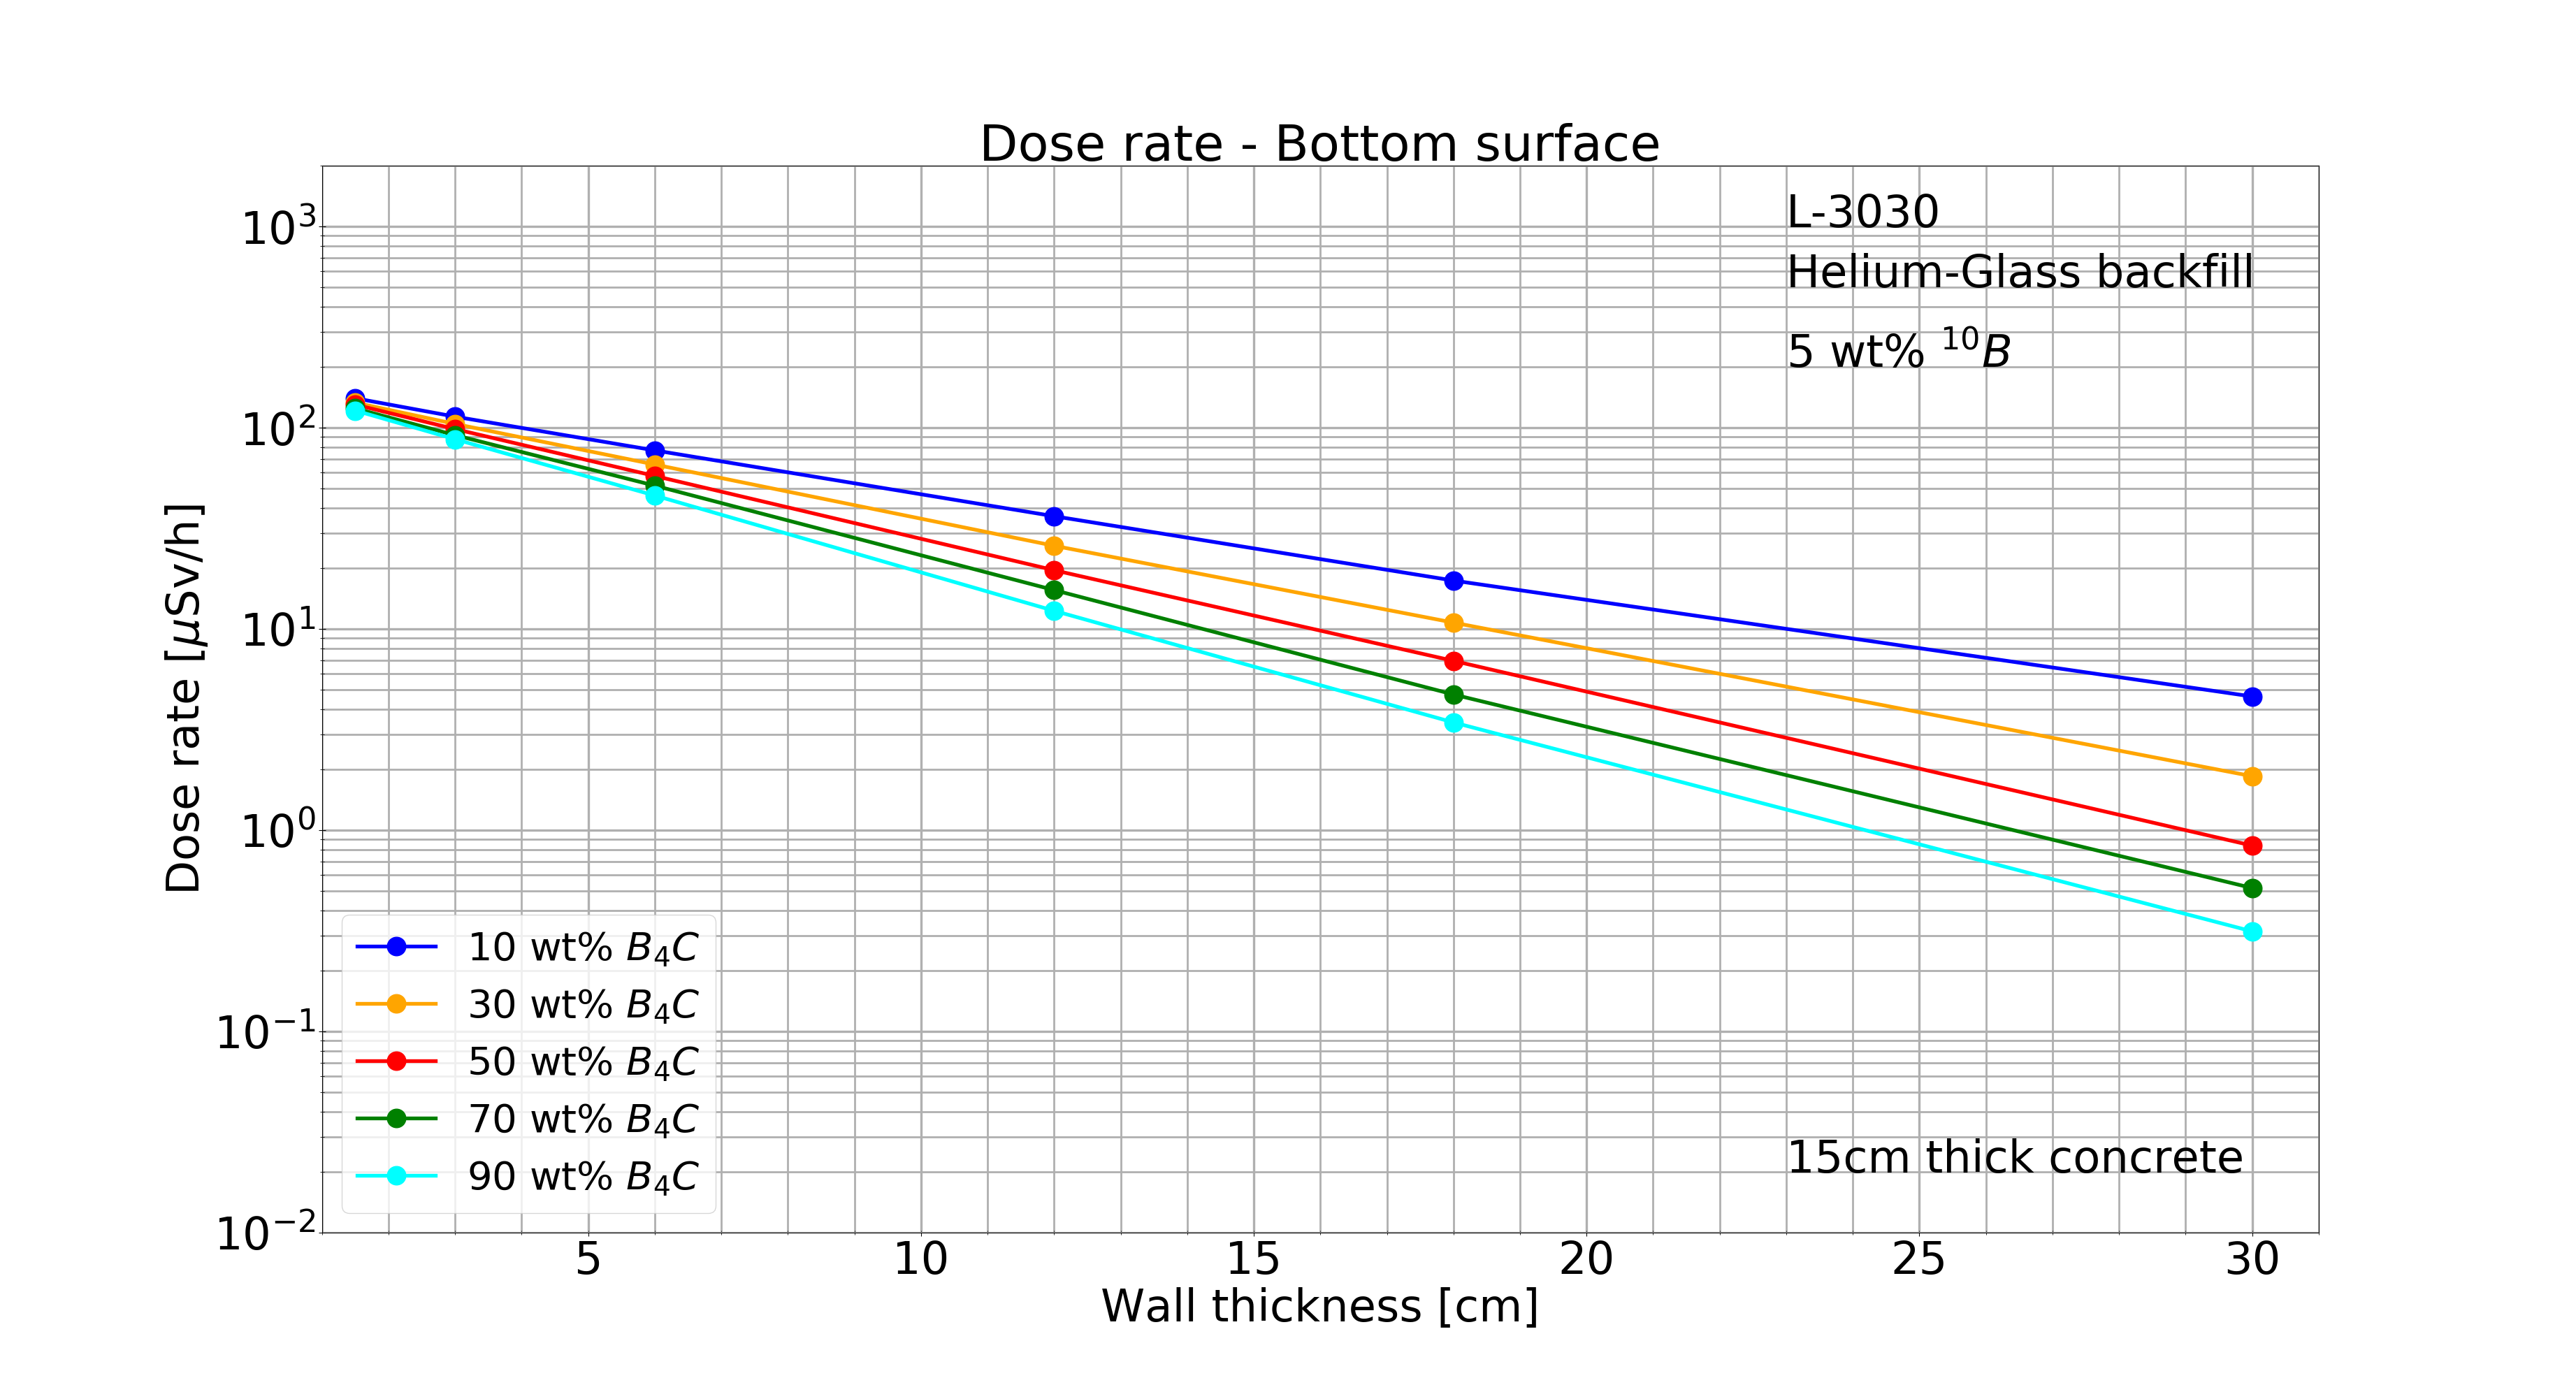 Dose rate - Bottom surface
L-3030
Helium-Glass backfill
5 wt% ¹⁰B
10³
10²
10¹
10⁰
10⁻¹
10⁻²
Dose rate [μSv/h]
10 wt% B₄C
30 wt% B₄C
50 wt% B₄C
70 wt% B₄C
90 wt% B₄C
15cm thick concrete
5 10 15 20 25 30
Wall thickness [cm]